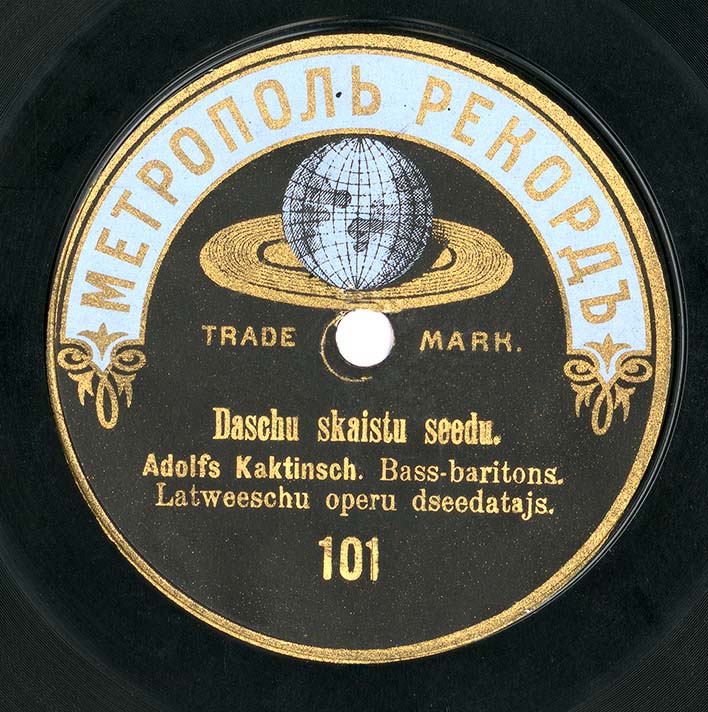 МЕТРОПОЛЬ РЕКОРДЪ
TRADE MARK.
Daschu skaistu seedu.
Adolfs Kaktinsch. Bass-baritons.
Latweeschu operu dseedatajs.
101